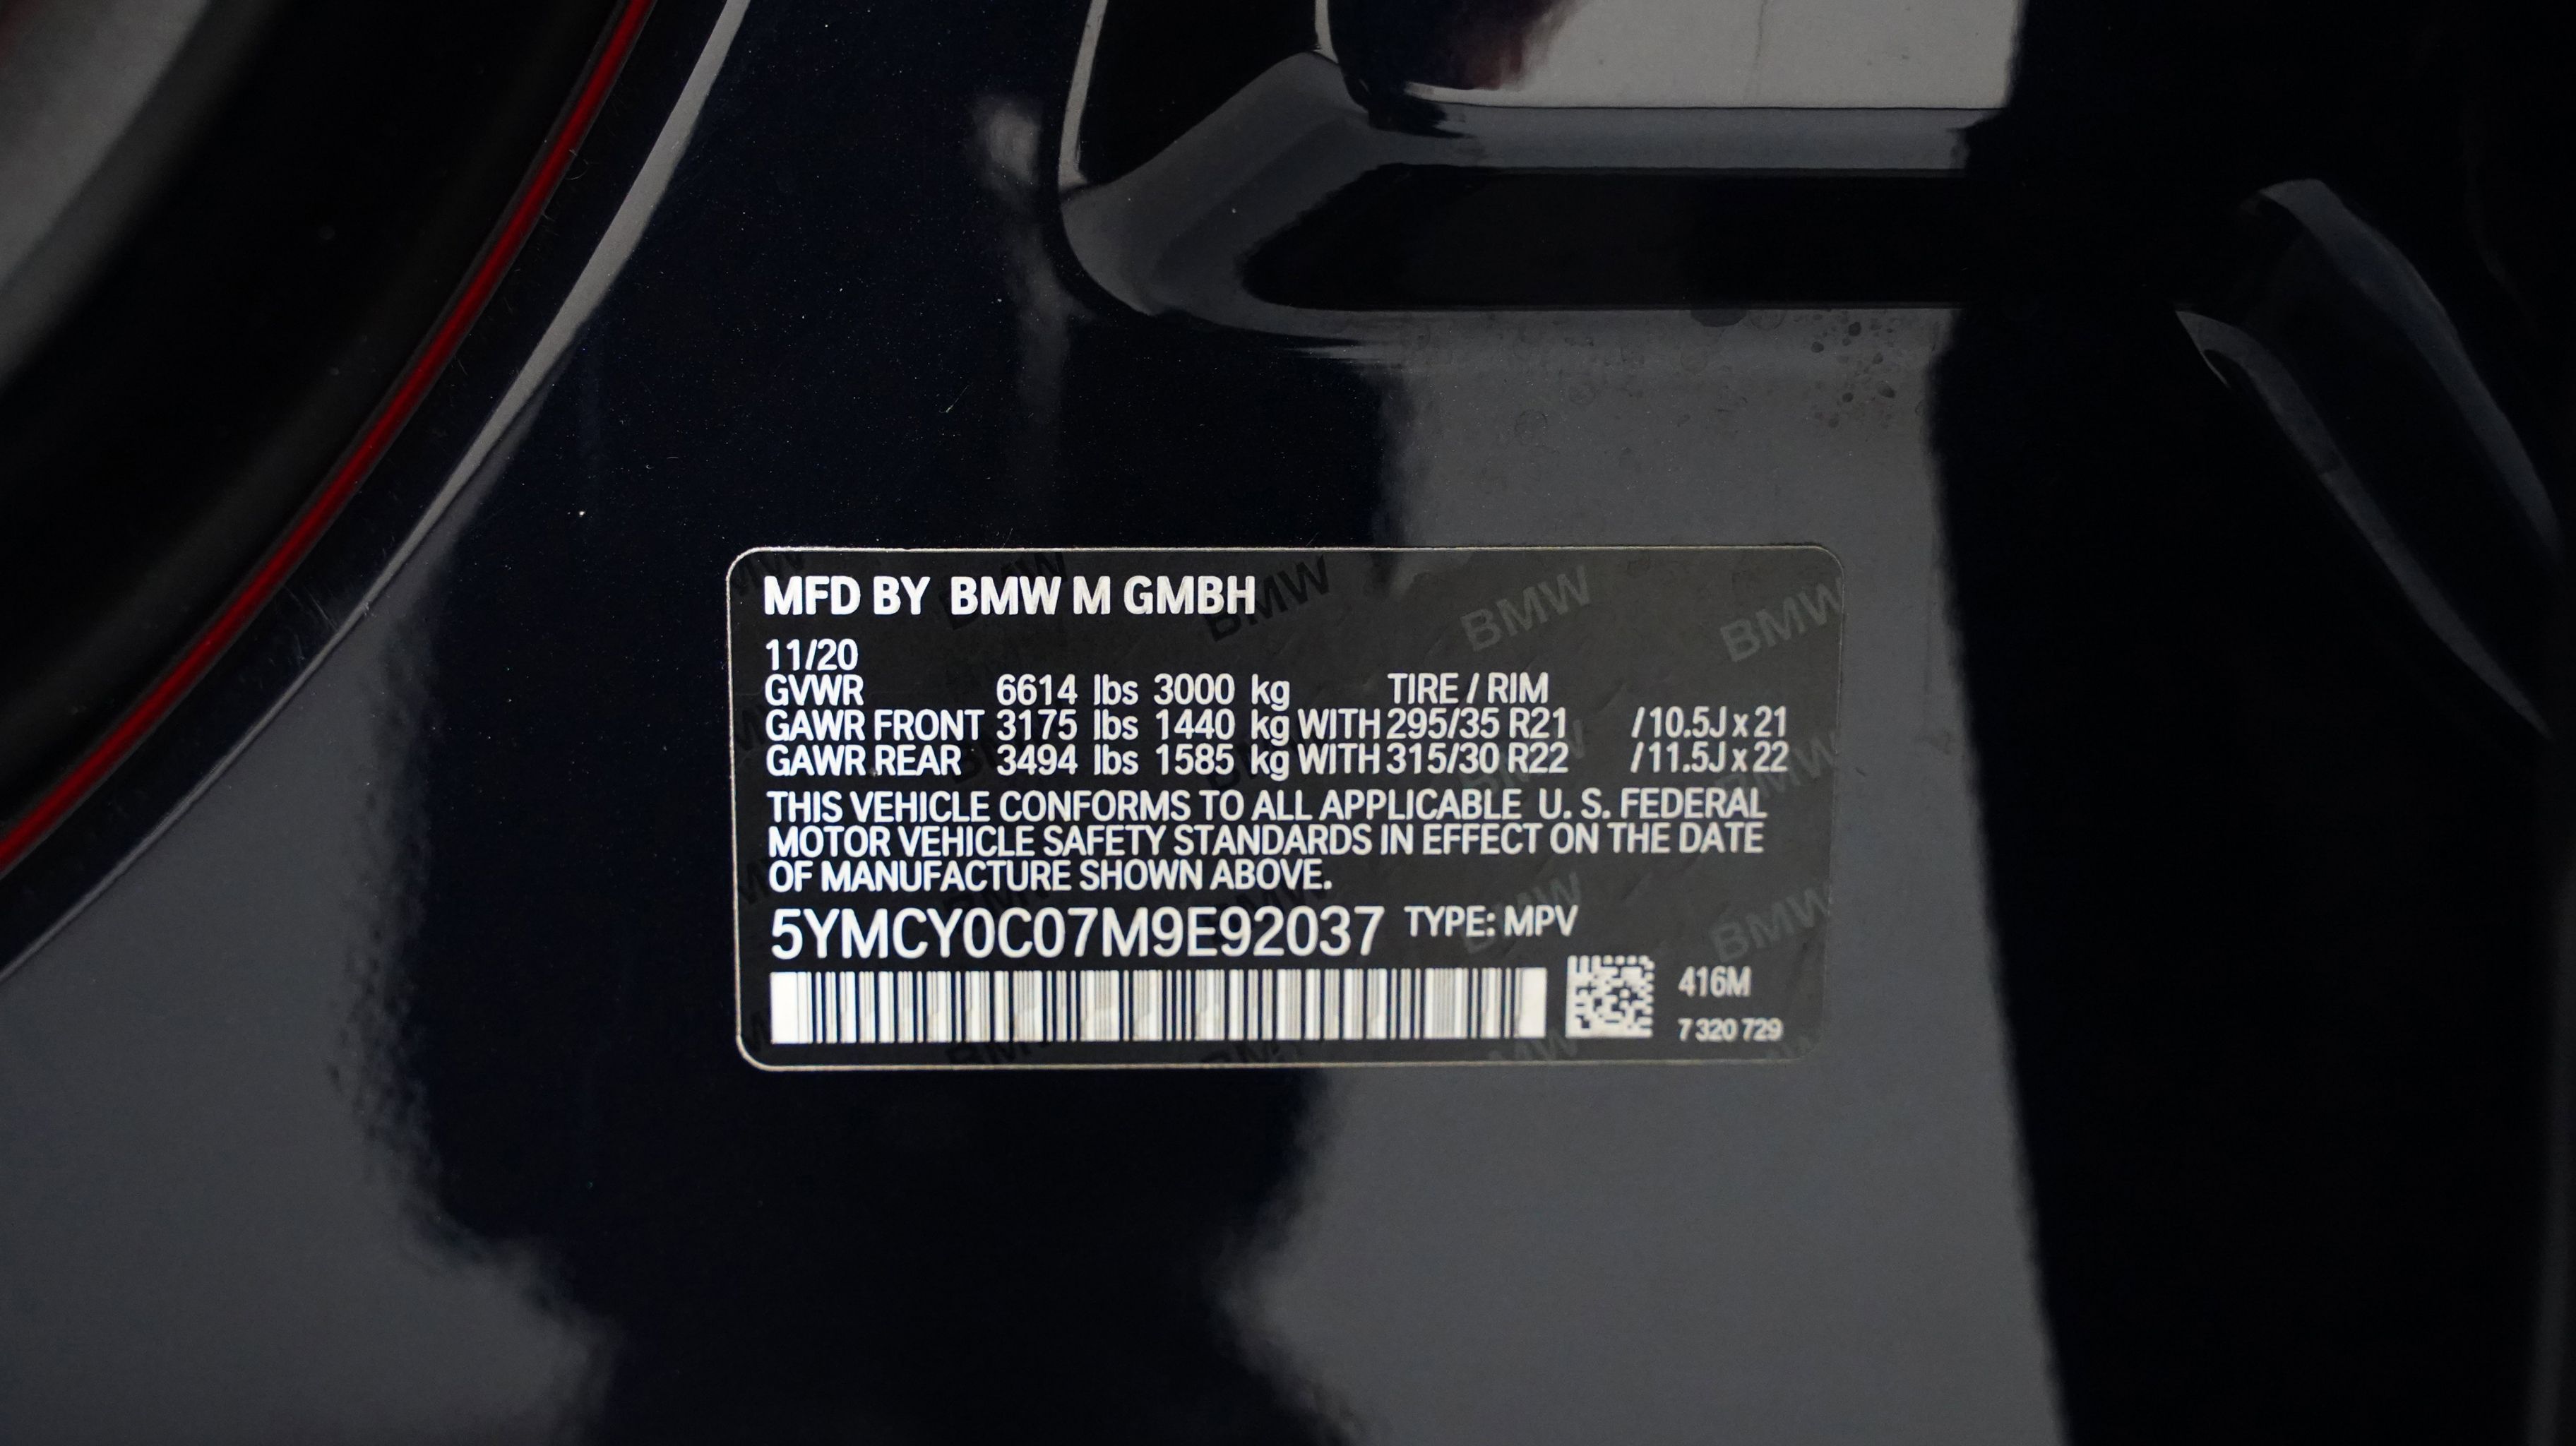 MFD BY BMW M GMBH
11/20
GVWR 6614 lbs 3000 kg TIRE / RIM
GAWR FRONT 3175 lbs 1440 kg WITH 295/35 R21 /10.5J x 21
GAWR REAR 3494 lbs 1585 kg WITH 315/30 R22 /11.5J x 22
THIS VEHICLE CONFORMS TO ALL APPLICABLE U. S. FEDERAL
MOTOR VEHICLE SAFETY STANDARDS IN EFFECT ON THE DATE
OF MANUFACTURE SHOWN ABOVE.
5YMCY0C07M9E92037 TYPE: MPV
416M
7 320 729